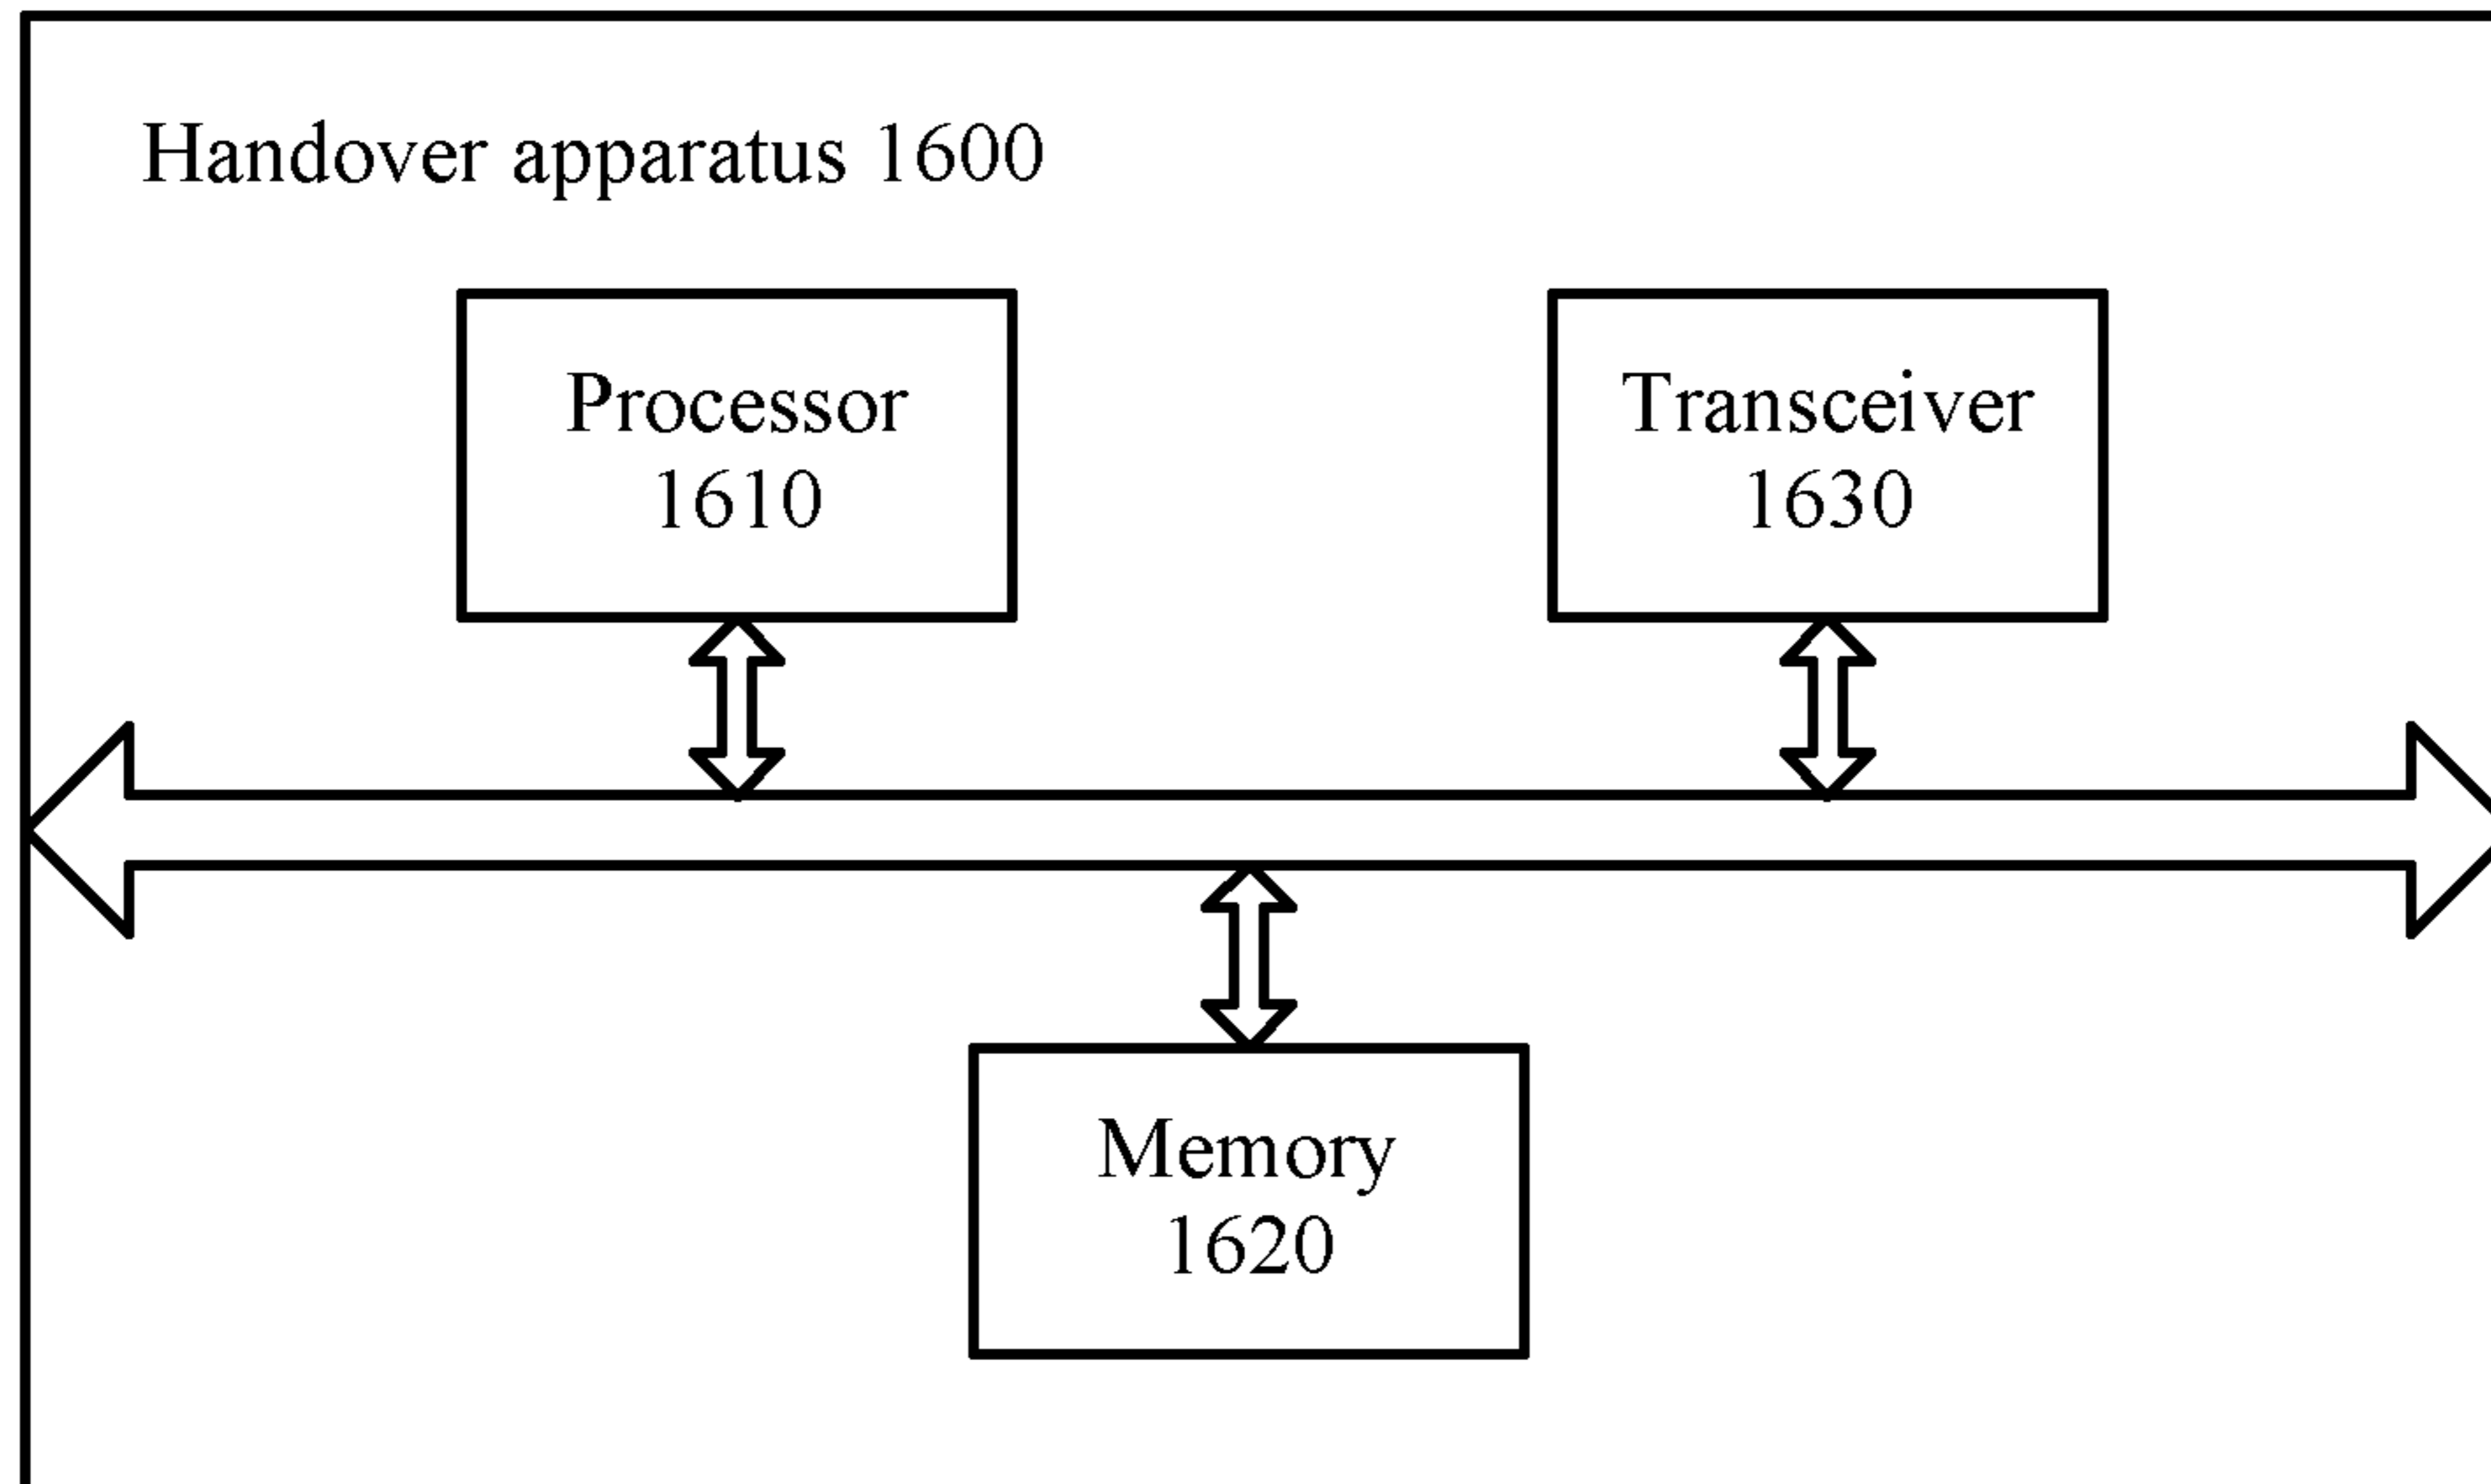 Handover apparatus 1600
Processor
1610
Transceiver
1630
Memory
1620